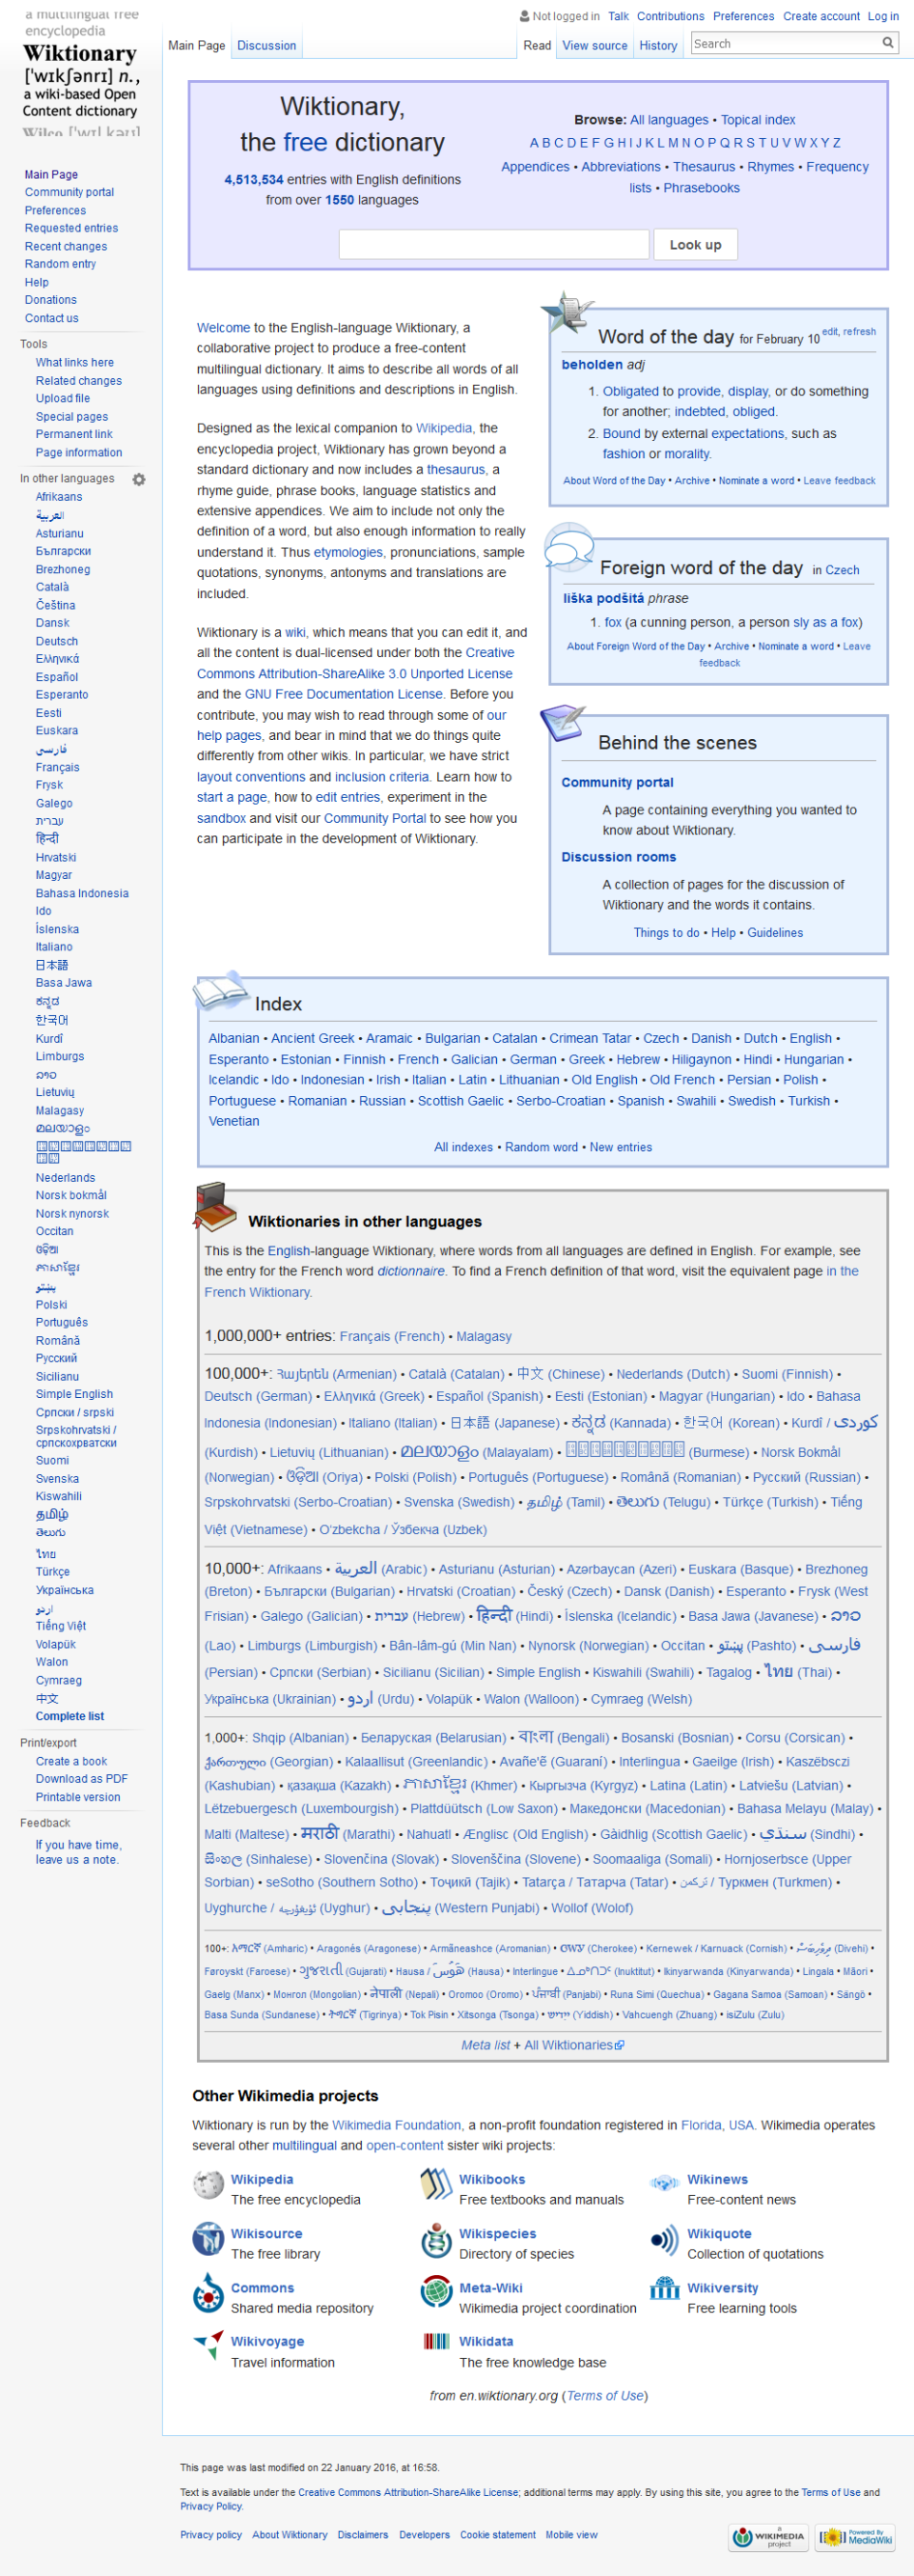 a multilingual free
encyclopedia
Wiktionary
['wɪkʃənrɪ] n.,
a wiki-based Open
Content dictionary
Wilco ['wɪl kəu]
Not logged in Talk Contributions Preferences Create account Log in
Main Page Discussion Read View source History Search
Main Page
Community portal
Preferences
Requested entries
Recent changes
Random entry
Help
Donations
Contact us
Tools
What links here
Related changes
Upload file
Special pages
Permanent link
Page information
In other languages
Afrikaans
العربية
Asturianu
Български
Brezhoneg
Català
Čeština
Dansk
Deutsch
Ελληνικά
Español
Esperanto
Eesti
Euskara
فارسی
Français
Frysk
Galego
עברית
हिन्दी
Hrvatski
Magyar
Bahasa Indonesia
Ido
Íslenska
Italiano
日本語
Basa Jawa
ಕನ್ನಡ
한국어
Kurdî
Limburgs
ລາວ
Lietuvių
Malagasy
മലയാളം
Nederlands
Norsk bokmål
Norsk nynorsk
Occitan
ଓଡ଼ିଆ
ភាសាខ្មែរ
پښتو
Polski
Português
Română
Русский
Sicilianu
Simple English
Српски / srpski
Srpskohrvatski /
српскохрватски
Suomi
Svenska
Kiswahili
தமிழ்
తెలుగు
ไทย
Türkçe
Українська
اردو
Tiếng Việt
Volapük
Walon
Cymraeg
中文
Complete list
Print/export
Create a book
Download as PDF
Printable version
Feedback
If you have time,
leave us a note.
Wiktionary,
the free dictionary
4,513,534 entries with English definitions
from over 1550 languages
Browse: All languages • Topical index
A B C D E F G H I J K L M N O P Q R S T U V W X Y Z
Appendices • Abbreviations • Thesaurus • Rhymes • Frequency
lists • Phrasebooks
Look up
Welcome to the English-language Wiktionary, a
collaborative project to produce a free-content
multilingual dictionary. It aims to describe all words of all
languages using definitions and descriptions in English.
Designed as the lexical companion to Wikipedia, the
encyclopedia project, Wiktionary has grown beyond a
standard dictionary and now includes a thesaurus, a
rhyme guide, phrase books, language statistics and
extensive appendices. We aim to include not only the
definition of a word, but also enough information to really
understand it. Thus etymologies, pronunciations, sample
quotations, synonyms, antonyms and translations are
included.
Wiktionary is a wiki, which means that you can edit it, and
all the content is dual-licensed under both the Creative
Commons Attribution-ShareAlike 3.0 Unported License
and the GNU Free Documentation License. Before you
contribute, you may wish to read through some of our
help pages, and bear in mind that we do things quite
differently from other wikis. In particular, we have strict
layout conventions and inclusion criteria. Learn how to
start a page, how to edit entries, experiment in the
sandbox and visit our Community Portal to see how you
can participate in the development of Wiktionary.
Word of the day for February 10 edit, refresh
beholden adj
1. Obligated to provide, display, or do something
for another; indebted, obliged.
2. Bound by external expectations, such as
fashion or morality.
About Word of the Day • Archive • Nominate a word • Leave feedback
Foreign word of the day in Czech
liška podšitá phrase
1. fox (a cunning person, a person sly as a fox)
About Foreign Word of the Day • Archive • Nominate a word • Leave
feedback
Behind the scenes
Community portal
A page containing everything you wanted to
know about Wiktionary.
Discussion rooms
A collection of pages for the discussion of
Wiktionary and the words it contains.
Things to do • Help • Guidelines
Index
Albanian • Ancient Greek • Aramaic • Bulgarian • Catalan • Crimean Tatar • Czech • Danish • Dutch • English •
Esperanto • Estonian • Finnish • French • Galician • German • Greek • Hebrew • Hiligaynon • Hindi • Hungarian •
Icelandic • Ido • Indonesian • Irish • Italian • Latin • Lithuanian • Old English • Old French • Persian • Polish •
Portuguese • Romanian • Russian • Scottish Gaelic • Serbo-Croatian • Spanish • Swahili • Swedish • Turkish •
Venetian
All indexes • Random word • New entries
Wiktionaries in other languages
This is the English-language Wiktionary, where words from all languages are defined in English. For example, see
the entry for the French word dictionnaire. To find a French definition of that word, visit the equivalent page in the
French Wiktionary.
1,000,000+ entries: Français (French) • Malagasy
100,000+: Հայերեն (Armenian) • Català (Catalan) • 中文 (Chinese) • Nederlands (Dutch) • Suomi (Finnish) •
Deutsch (German) • Ελληνικά (Greek) • Español (Spanish) • Eesti (Estonian) • Magyar (Hungarian) • Ido • Bahasa
Indonesia (Indonesian) • Italiano (Italian) • 日本語 (Japanese) • ಕನ್ನಡ (Kannada) • 한국어 (Korean) • Kurdî / كوردی
(Kurdish) • Lietuvių (Lithuanian) • മലയാളം (Malayalam) • (Burmese) • Norsk Bokmål
(Norwegian) • ଓଡ଼ିଆ (Oriya) • Polski (Polish) • Português (Portuguese) • Română (Romanian) • Русский (Russian) •
Srpskohrvatski (Serbo-Croatian) • Svenska (Swedish) • தமிழ் (Tamil) • తెలుగు (Telugu) • Türkçe (Turkish) • Tiếng
Việt (Vietnamese) • O'zbekcha / Ўзбекча (Uzbek)
10,000+: Afrikaans • العربية (Arabic) • Asturianu (Asturian) • Azərbaycan (Azeri) • Euskara (Basque) • Brezhoneg
(Breton) • Български (Bulgarian) • Hrvatski (Croatian) • Český (Czech) • Dansk (Danish) • Esperanto • Frysk (West
Frisian) • Galego (Galician) • עברית (Hebrew) • हिन्दी (Hindi) • Íslenska (Icelandic) • Basa Jawa (Javanese) • ລາວ
(Lao) • Limburgs (Limburgish) • Bân-lâm-gú (Min Nan) • Nynorsk (Norwegian) • Occitan • پښتو (Pashto) • فارسی
(Persian) • Српски (Serbian) • Sicilianu (Sicilian) • Simple English • Kiswahili (Swahili) • Tagalog • ไทย (Thai) •
Українська (Ukrainian) • اردو (Urdu) • Volapük • Walon (Walloon) • Cymraeg (Welsh)
1,000+: Shqip (Albanian) • Беларуская (Belarusian) • বাংলা (Bengali) • Bosanski (Bosnian) • Corsu (Corsican) •
ქართული (Georgian) • Kalaallisut (Greenlandic) • Avañe'ẽ (Guaraní) • Interlingua • Gaeilge (Irish) • Kaszëbsczi
(Kashubian) • қазақша (Kazakh) • ភាសាខ្មែរ (Khmer) • Кыргызча (Kyrgyz) • Latina (Latin) • Latviešu (Latvian) •
Lëtzebuergesch (Luxembourgish) • Plattdüütsch (Low Saxon) • Македонски (Macedonian) • Bahasa Melayu (Malay) •
Malti (Maltese) • मराठी (Marathi) • Nahuatl • Ænglisc (Old English) • Gàidhlig (Scottish Gaelic) • سنڌي (Sindhi) •
සිංහල (Sinhalese) • Slovenčina (Slovak) • Slovenščina (Slovene) • Soomaaliga (Somali) • Hornjoserbsce (Upper
Sorbian) • seSotho (Southern Sotho) • Тоҷикӣ (Tajik) • Tatarça / Татарча (Tatar) • تركمن / Туркмен (Turkmen) •
Uyghurche / ئۇيغۇرچه (Uyghur) • پنجابی (Western Punjabi) • Wollof (Wolof)
100+: አማርኛ (Amharic) • Aragonés (Aragonese) • Armãneashce (Aromanian) • ᏣᎳᎩ (Cherokee) • Kernewek / Karnuack (Cornish) • ދިވެހިބަސް (Divehi) •
Føroyskt (Faroese) • ગુજરાતી (Gujarati) • Hausa / هَوُسَ (Hausa) • Interlingue • ᐃᓄᒃᑎᑐᑦ (Inuktitut) • Ikinyarwanda (Kinyarwanda) • Lingala • Māori •
Gaelg (Manx) • Монгол (Mongolian) • नेपाली (Nepali) • Oromoo (Oromo) • ਪੰਜਾਬੀ (Panjabi) • Runa Simi (Quechua) • Gagana Samoa (Samoan) • Sängö •
Basa Sunda (Sundanese) • ትግርኛ (Tigrinya) • Tok Pisin • Xitsonga (Tsonga) • ייִדיש (Yiddish) • Vahcuengh (Zhuang) • isiZulu (Zulu)
Meta list + All Wiktionaries
Other Wikimedia projects
Wiktionary is run by the Wikimedia Foundation, a non-profit foundation registered in Florida, USA. Wikimedia operates
several other multilingual and open-content sister wiki projects:
Wikipedia
The free encyclopedia
Wikibooks
Free textbooks and manuals
Wikinews
Free-content news
Wikisource
The free library
Wikispecies
Directory of species
Wikiquote
Collection of quotations
Commons
Shared media repository
Meta-Wiki
Wikimedia project coordination
Wikiversity
Free learning tools
Wikivoyage
Travel information
Wikidata
The free knowledge base
from en.wiktionary.org (Terms of Use)
This page was last modified on 22 January 2016, at 16:58.
Text is available under the Creative Commons Attribution-ShareAlike License; additional terms may apply. By using this site, you agree to the Terms of Use and
Privacy Policy.
Privacy policy About Wiktionary Disclaimers Developers Cookie statement Mobile view
a
WIKIMEDIA
project
Powered By
MediaWiki